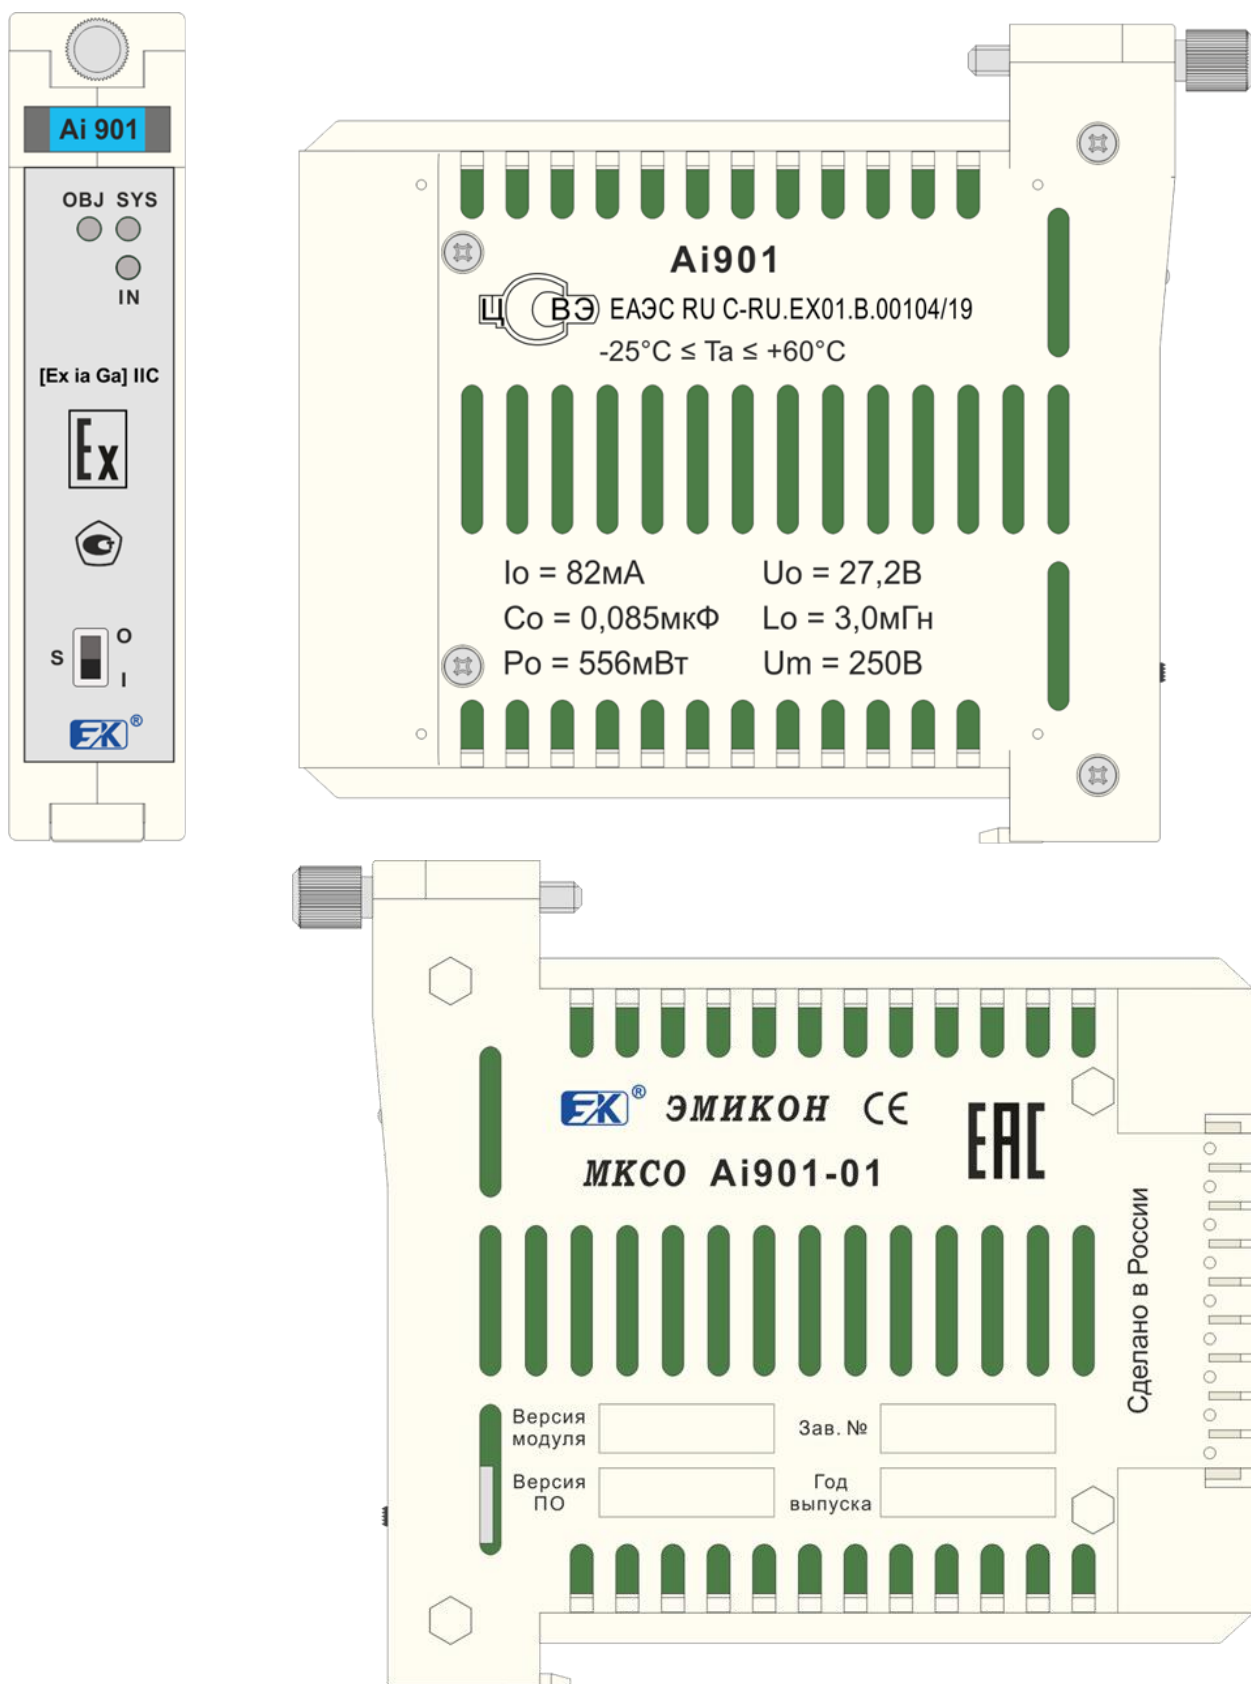 Ai 901
OBJ SYS
IN
[Ex ia Ga] IIC
Ex
S O
I
EK®
Ai901
ЦВЭ ЕАЭС RU C-RU.EX01.B.00104/19
-25°C ≤ Ta ≤ +60°C
Io = 82мА Uo = 27,2В
Co = 0,085мкФ Lo = 3,0мГн
Po = 556мВт Um = 250В
EK® ЭМИКОН CE
EAC
МКСО Ai901-01
Сделано в России
Версия модуля
Зав. №
Версия ПО
Год выпуска